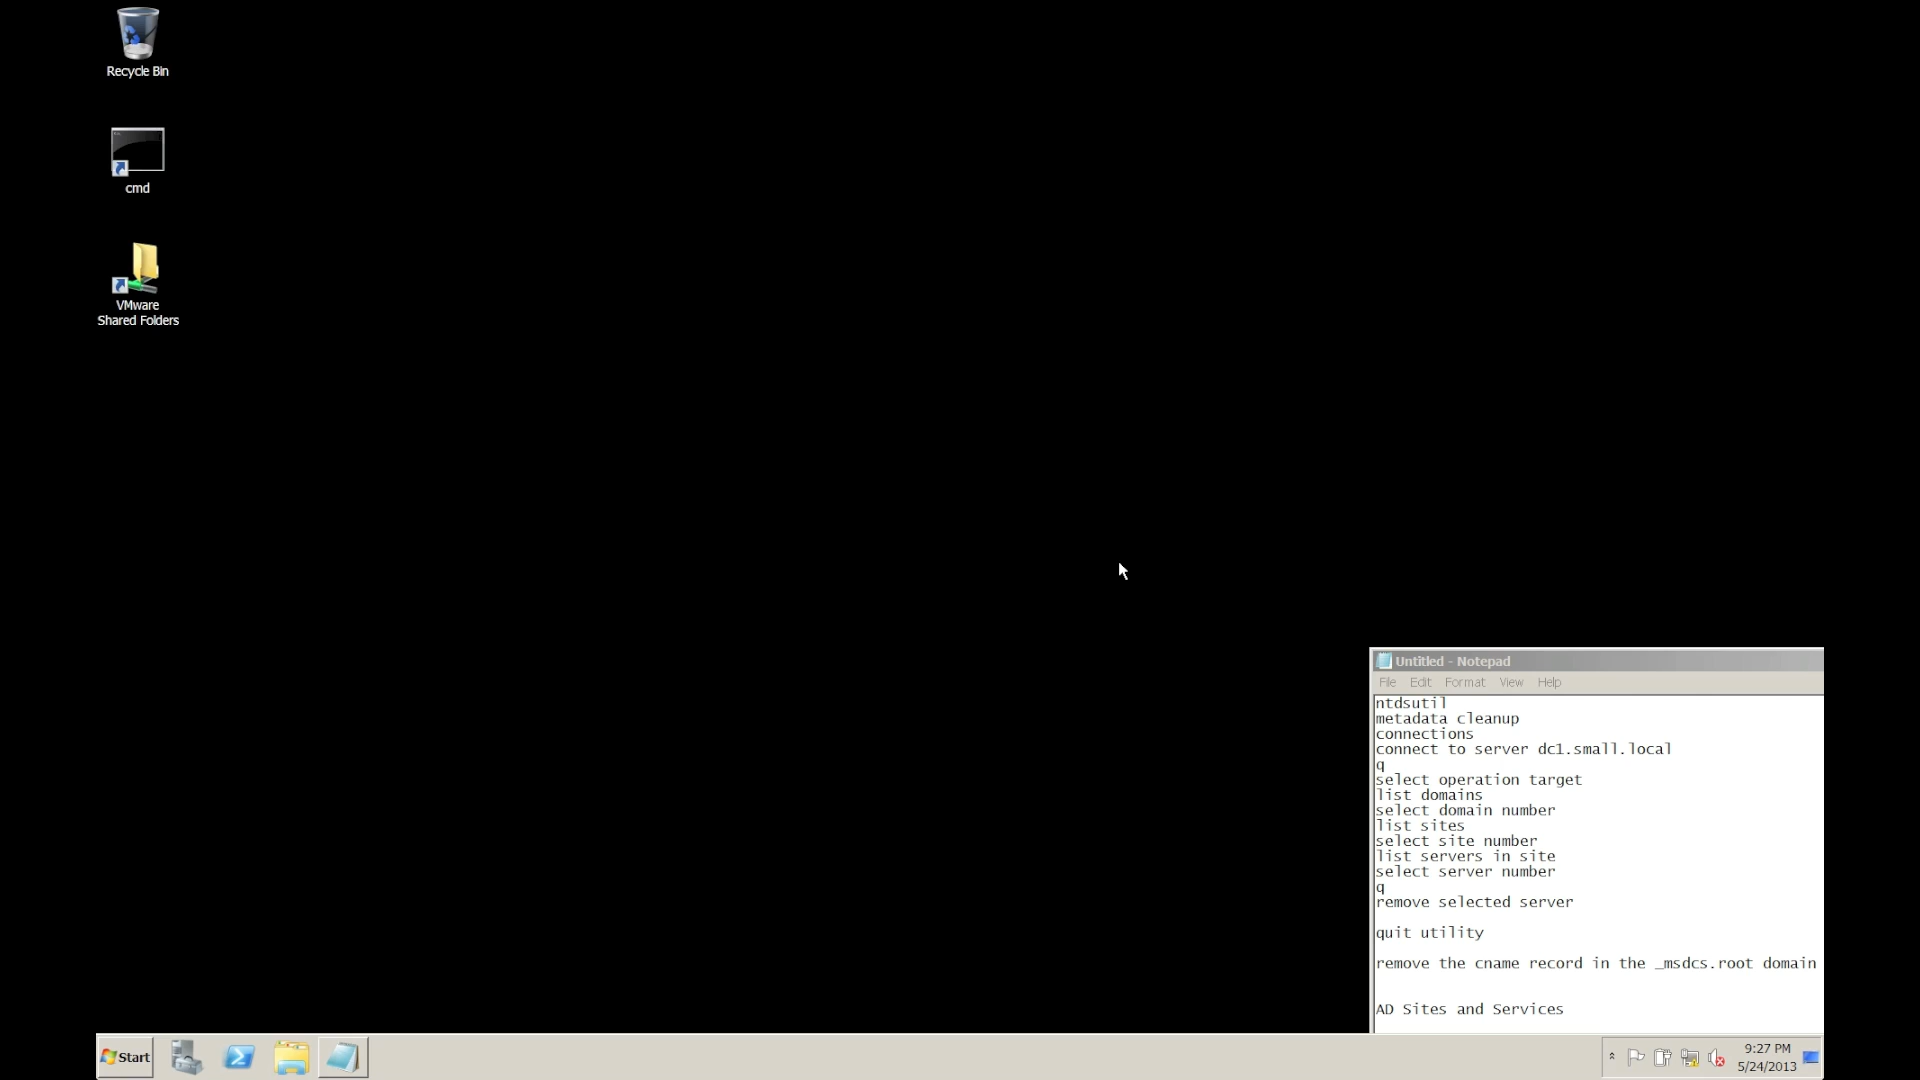 Recycle Bin
cmd
VMware
Shared Folders
Untitled - Notepad
File Edit Format View Help
ntdsutil
metadata cleanup
connections
connect to server dc1.small.local
q
select operation target
list domains
select domain number
list sites
select site number
list servers in site
select server number
q
remove selected server
quit utility
remove the cname record in the _msdcs.root domain
AD Sites and Services
Start
9:27 PM
5/24/2013